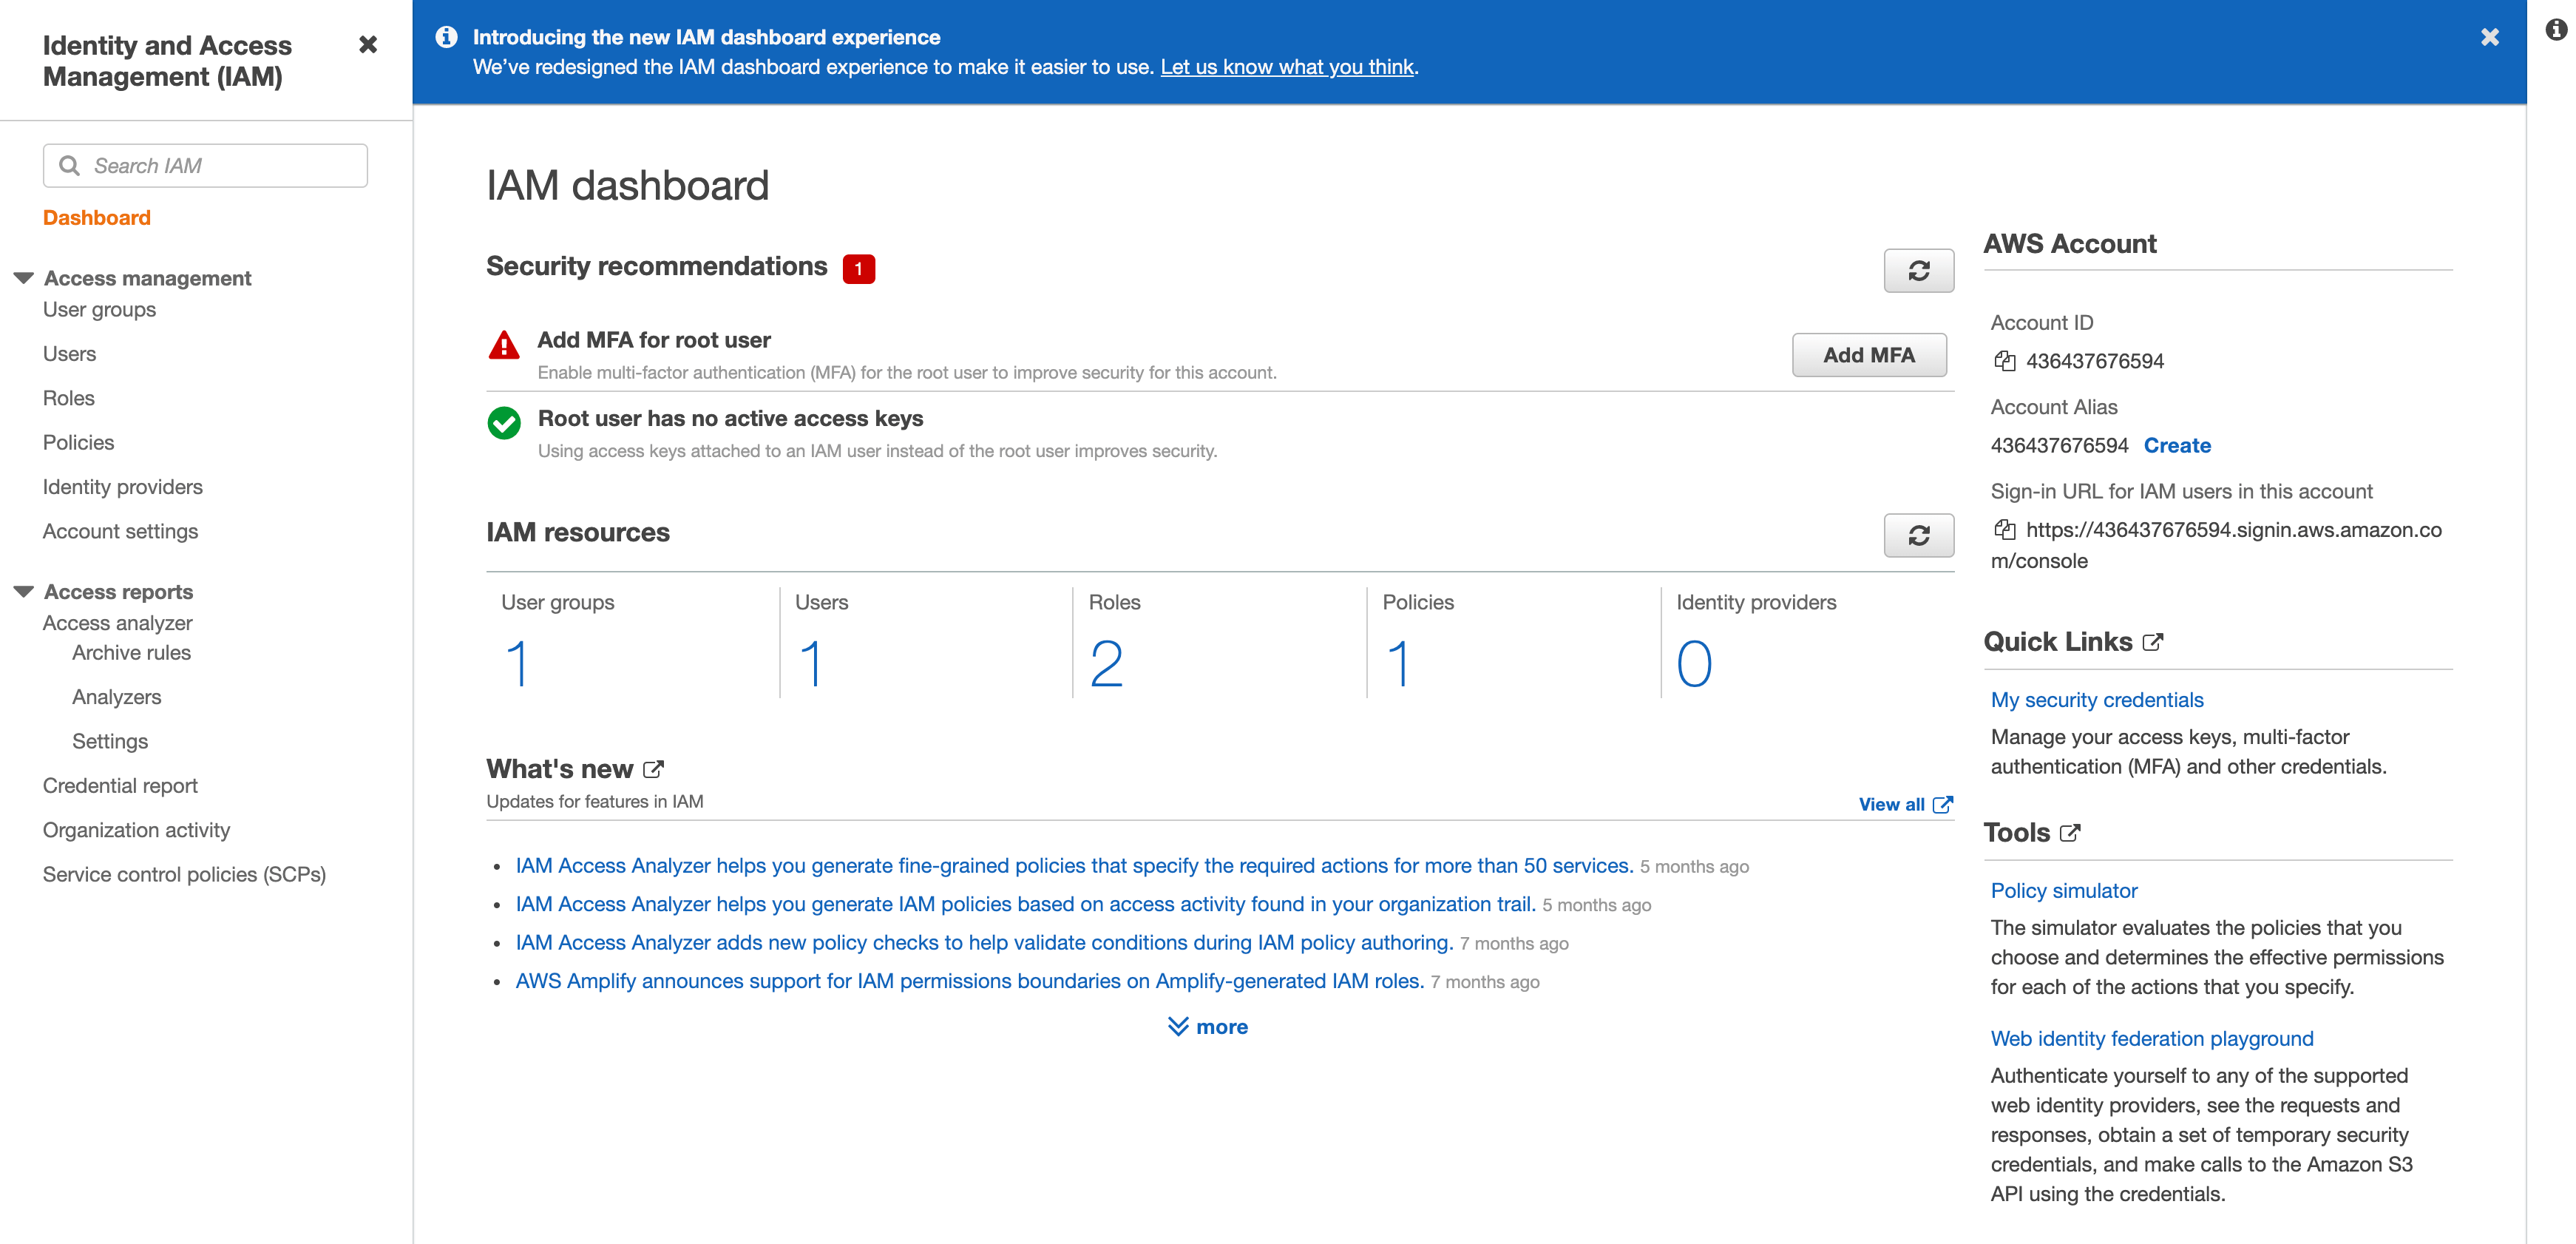 Identity and Access
Management (IAM)
Search IAM
Dashboard
Access management
User groups
Users
Roles
Policies
Identity providers
Account settings
Access reports
Access analyzer
Archive rules
Analyzers
Settings
Credential report
Organization activity
Service control policies (SCPs)
Introducing the new IAM dashboard experience
We've redesigned the IAM dashboard experience to make it easier to use. Let us know what you think.
IAM dashboard
Security recommendations 1
Add MFA for root user
Enable multi-factor authentication (MFA) for the root user to improve security for this account.
Add MFA
Root user has no active access keys
Using access keys attached to an IAM user instead of the root user improves security.
IAM resources
User groups Users Roles Policies Identity providers
1 1 2 1 0
What's new
Updates for features in IAM
View all
• IAM Access Analyzer helps you generate fine-grained policies that specify the required actions for more than 50 services. 5 months ago
• IAM Access Analyzer helps you generate IAM policies based on access activity found in your organization trail. 5 months ago
• IAM Access Analyzer adds new policy checks to help validate conditions during IAM policy authoring. 7 months ago
• AWS Amplify announces support for IAM permissions boundaries on Amplify-generated IAM roles. 7 months ago
more
AWS Account
Account ID
436437676594
Account Alias
436437676594 Create
Sign-in URL for IAM users in this account
https://436437676594.signin.aws.amazon.co
m/console
Quick Links
My security credentials
Manage your access keys, multi-factor
authentication (MFA) and other credentials.
Tools
Policy simulator
The simulator evaluates the policies that you
choose and determines the effective permissions
for each of the actions that you specify.
Web identity federation playground
Authenticate yourself to any of the supported
web identity providers, see the requests and
responses, obtain a set of temporary security
credentials, and make calls to the Amazon S3
API using the credentials.